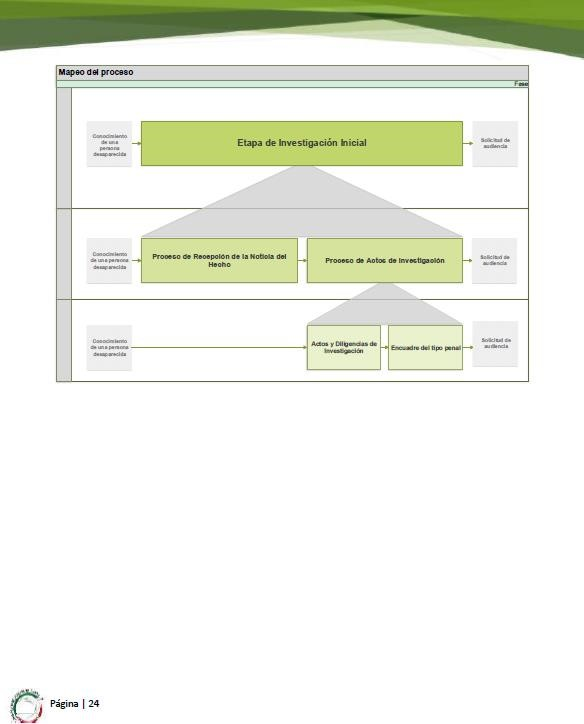 Mapeo del proceso
Fase
Conocimiento
de una
persona
desaparecida
Etapa de Investigación Inicial
Solicitud de
audiencia
Conocimiento
de una persona
desaparecida
Proceso de Recepción de la Noticia del
Hecho
Proceso de Actos de Investigación
Solicitud de
audiencia
Conocimiento
de una persona
desaparecida
Actos y Diligencias de
Investigación
Encuadre del tipo penal
Solicitud de
audiencia
Página | 24